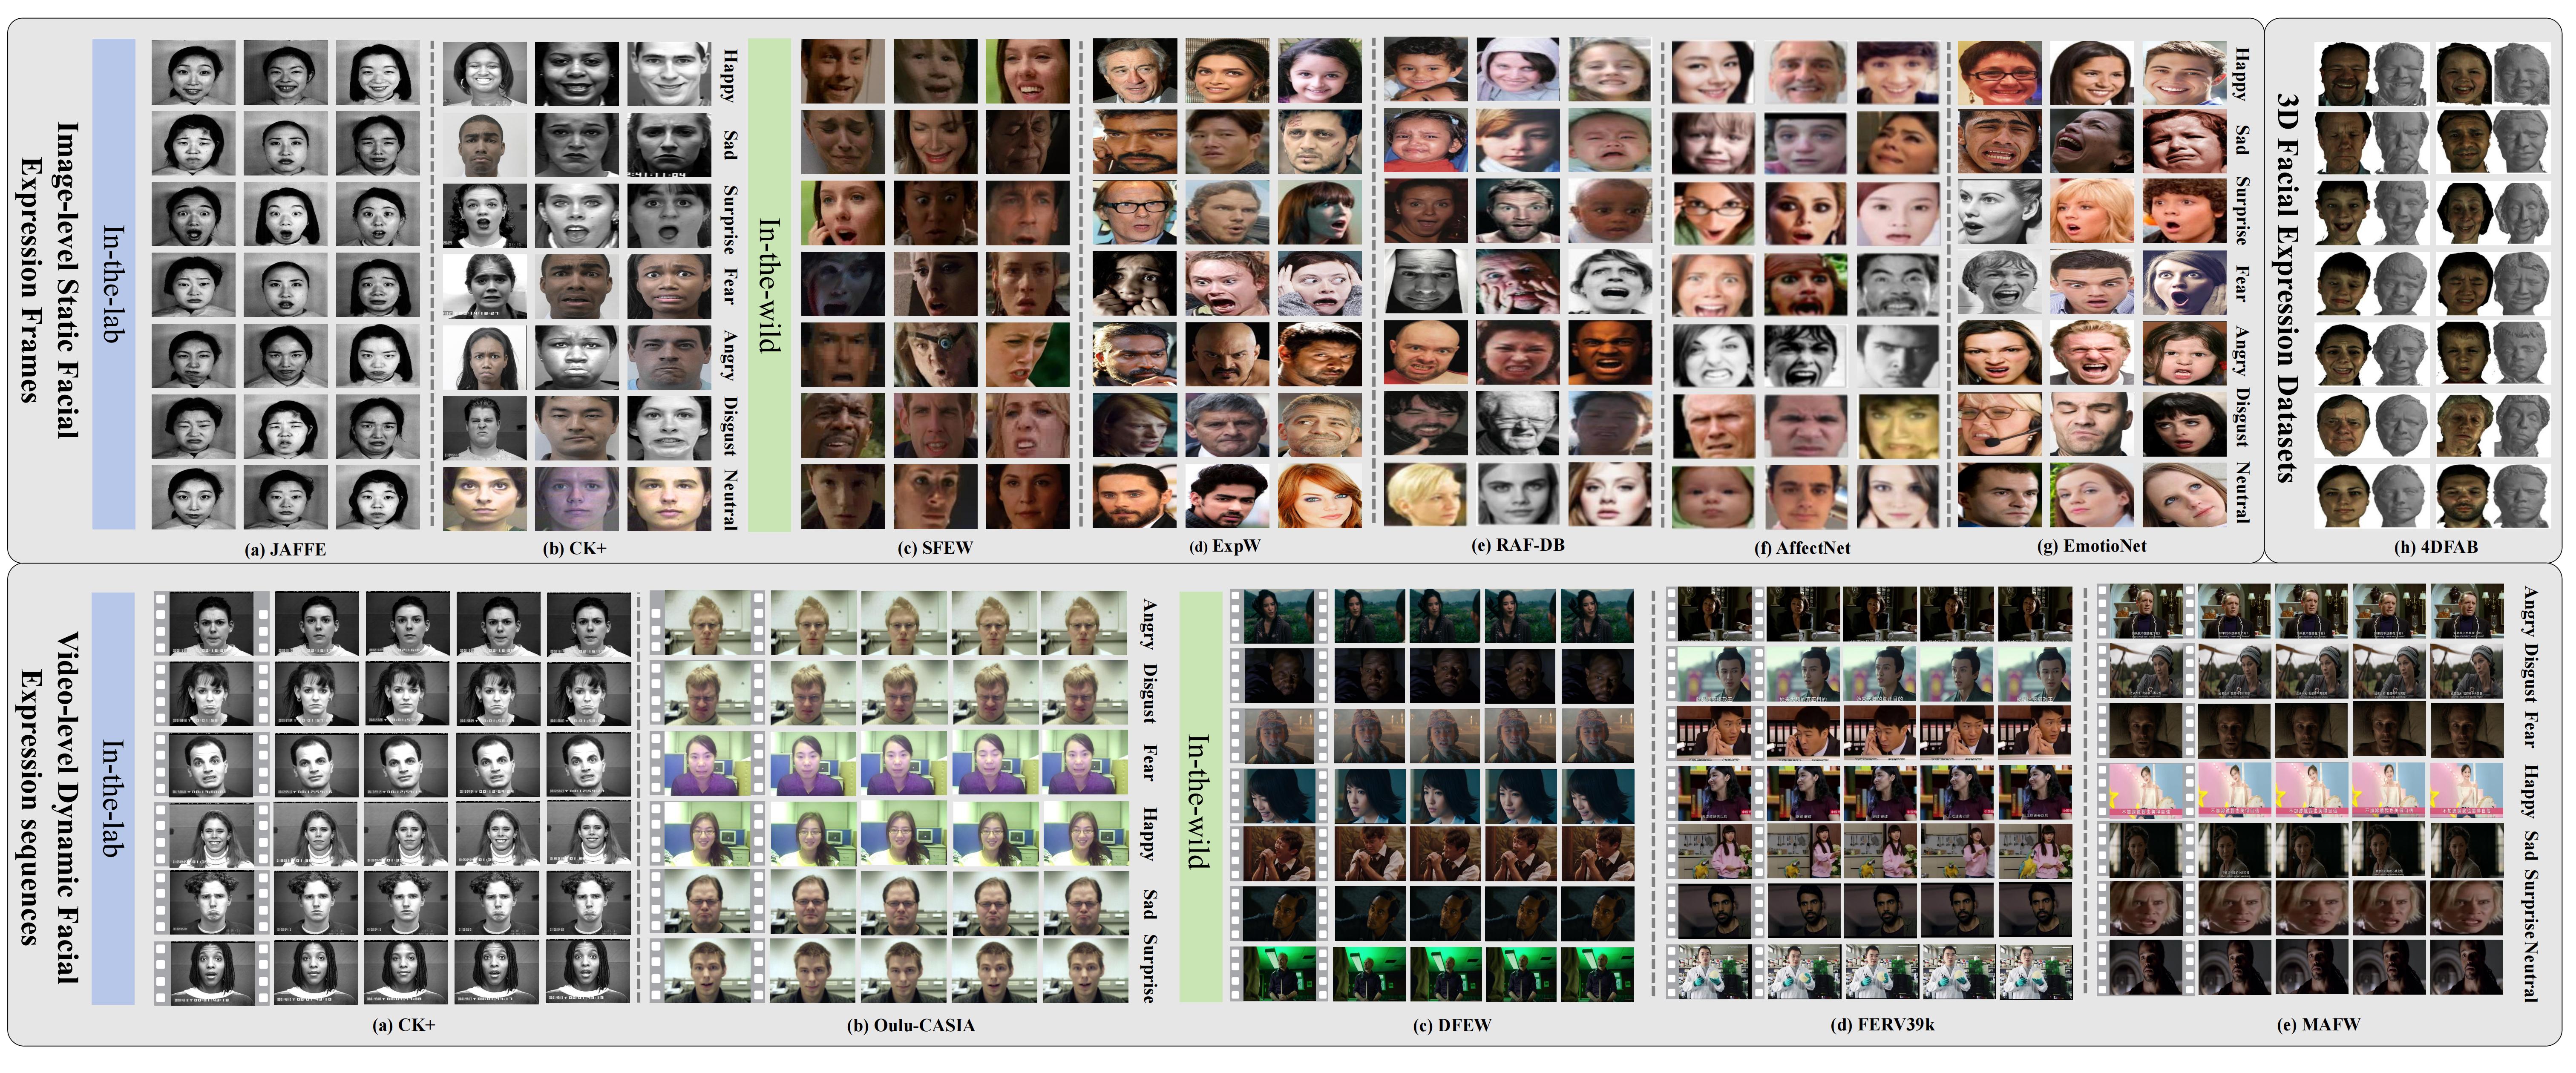 Image-level Static Facial
Expression Frames
In-the-lab
Happy
Sad
Surprise
Fear
Angry
Disgust
Neutral
In-the-wild
Happy
Sad
Surprise
Fear
Angry
Disgust
Neutral
3D Facial Expression Datasets
(a) JAFFE
(b) CK+
(c) SFEW
(d) ExpW
(e) RAF-DB
(f) AffectNet
(g) EmotioNet
(h) 4DFAB
Video-level Dynamic Facial
Expression sequences
In-the-lab
Angry
Disgust
Fear
Happy
Sad
Surprise
In-the-wild
Angry
Disgust
Fear
Happy
Sad
Surprise
Neutral
(a) CK+
(b) Oulu-CASIA
(c) DFEW
(d) FERV39k
(e) MAFW